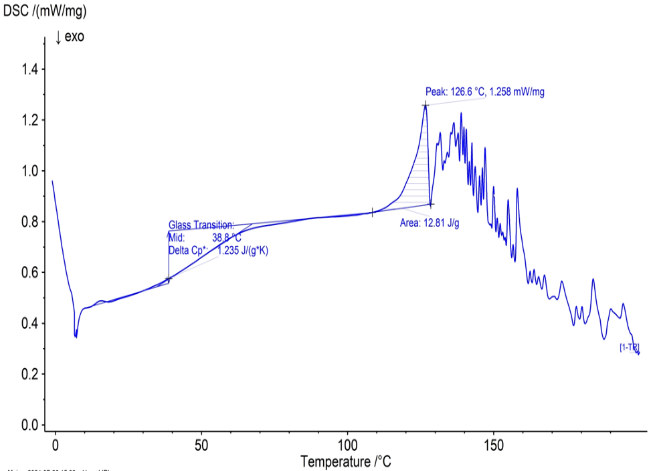 DSC /(mW/mg)
↓ exo
1.4
1.2
1.0
0.8
0.6
0.4
0.2
0.0
Peak: 126.6 °C, 1.258 mW/mg
Area: 12.81 J/g
Glass Transition:
Mid: 38.8 °C
Delta Cp*: 1.235 J/(g*K)
[1-TR]
0 50 100 150
Temperature /°C